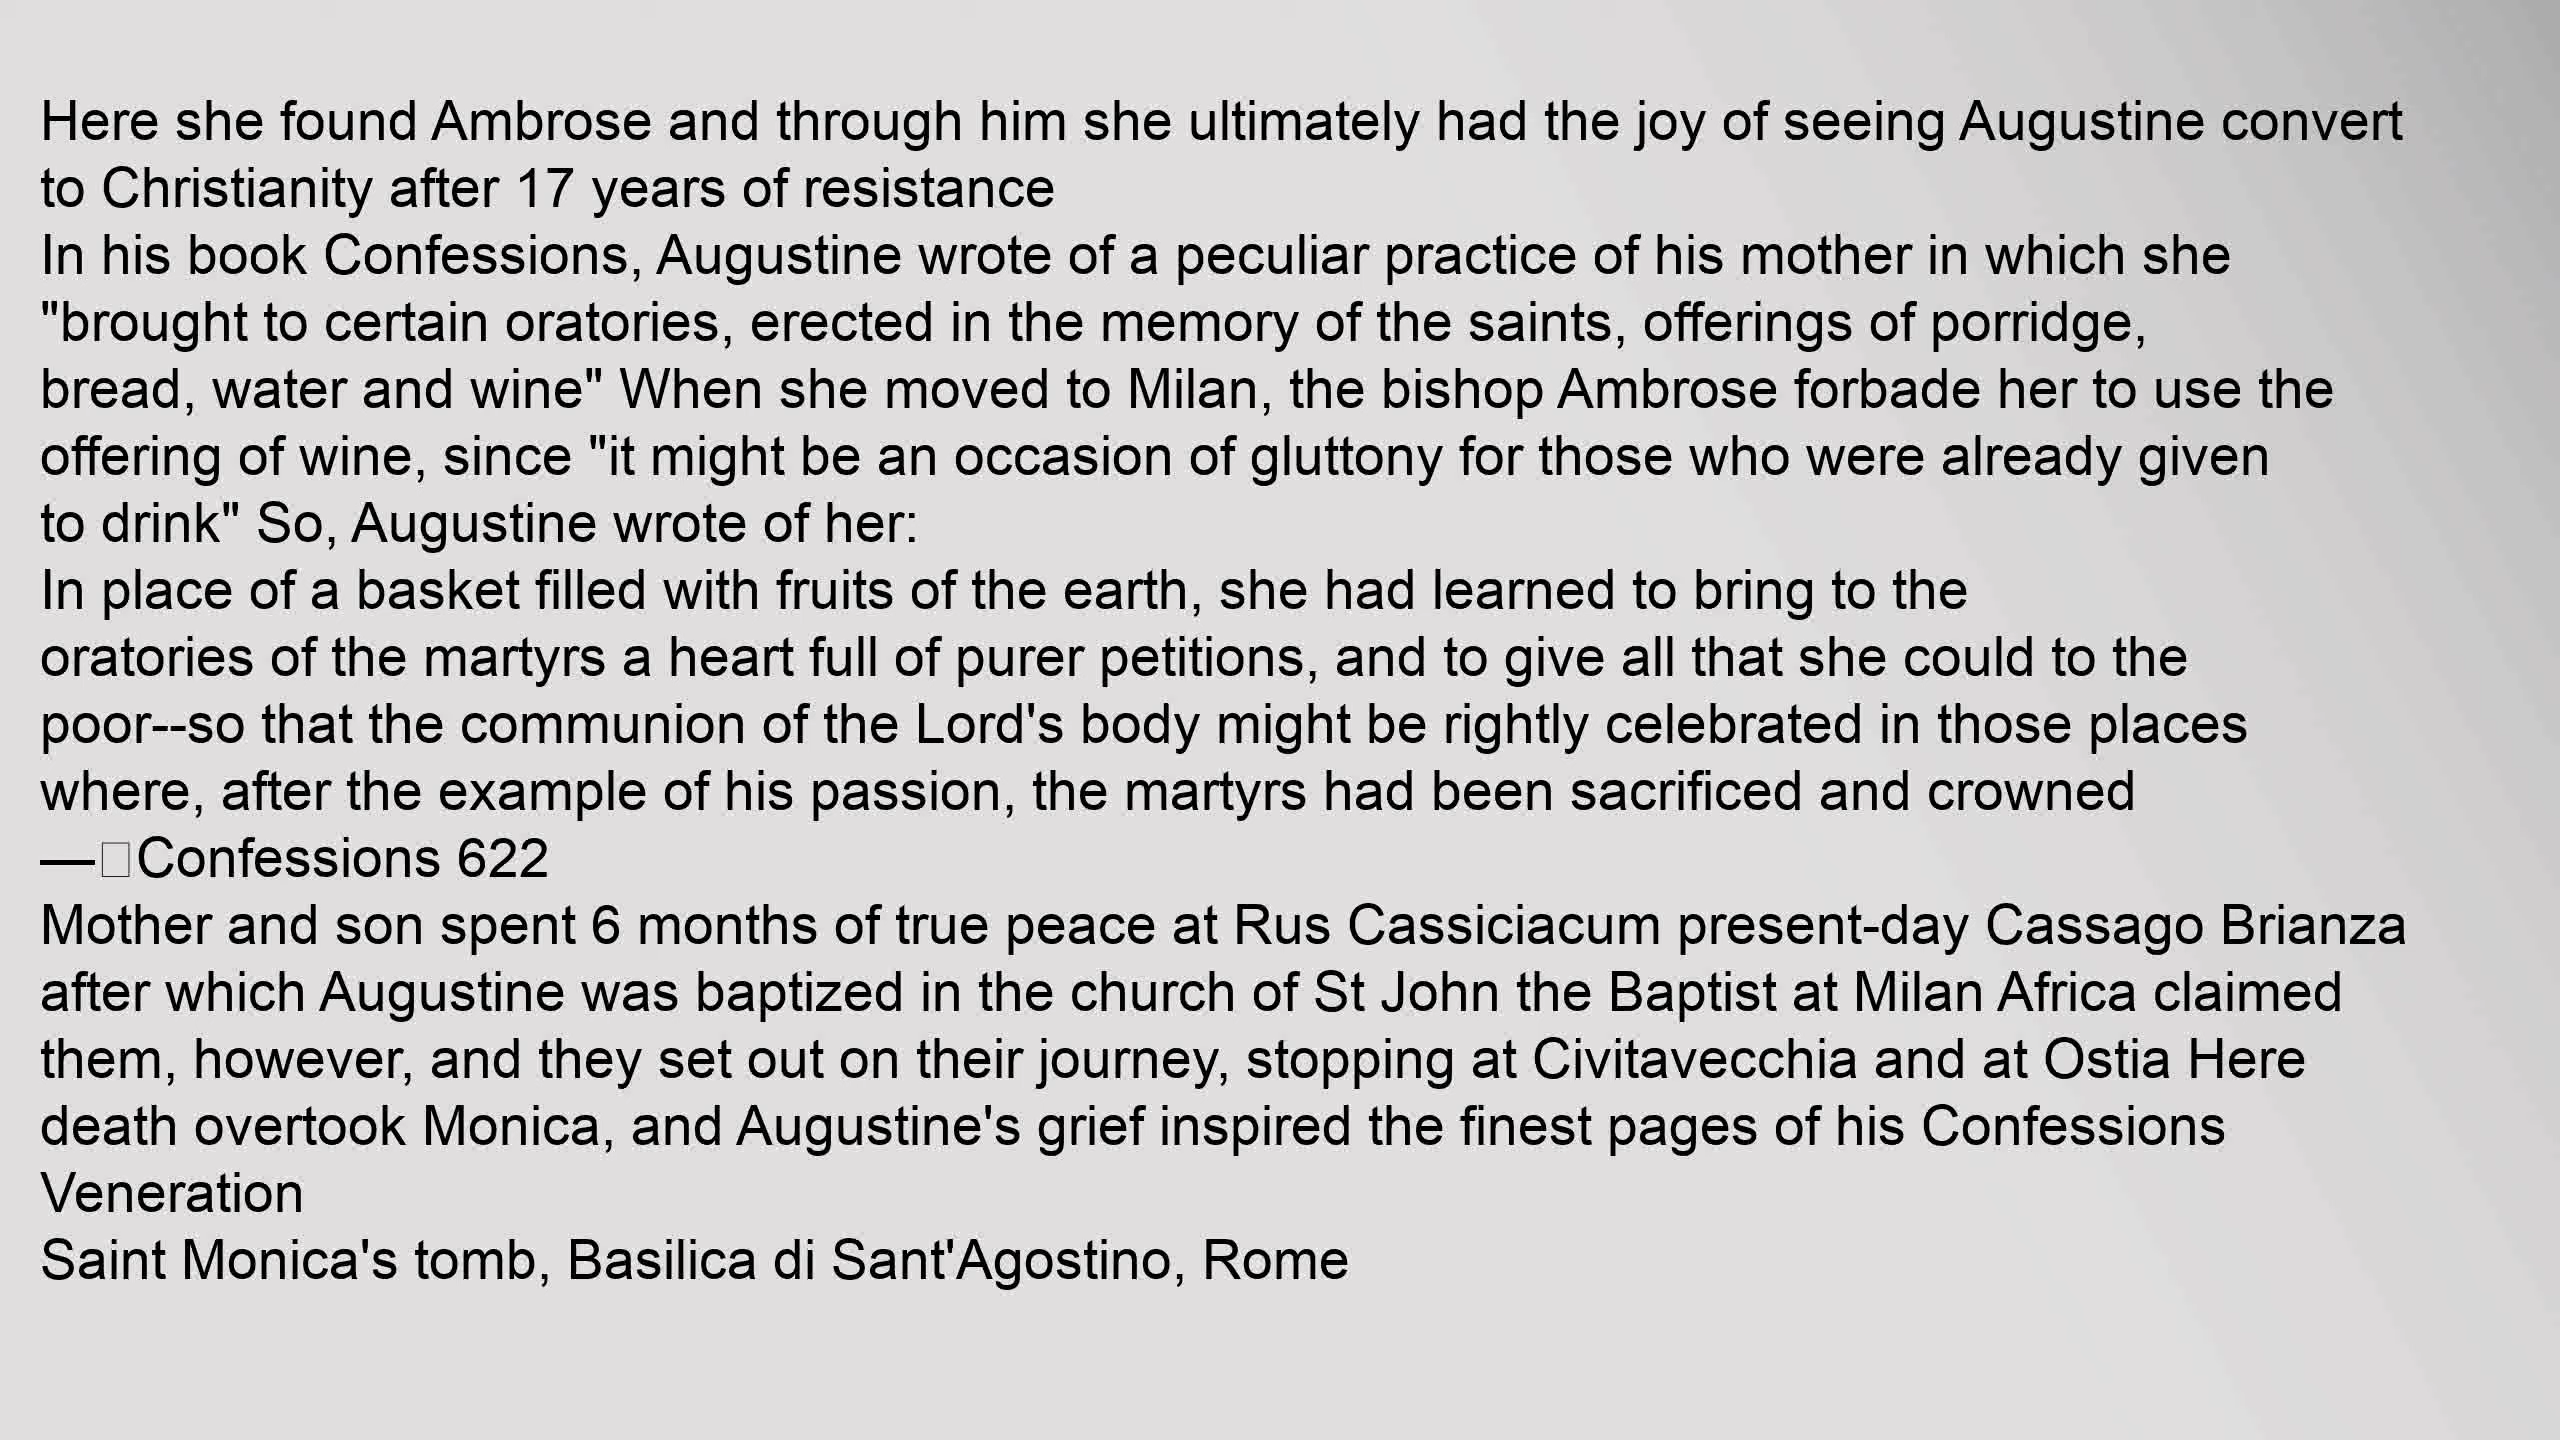 Here she found Ambrose and through him she ultimately had the joy of seeing Augustine convert
to Christianity after 17 years of resistance
In his book Confessions, Augustine wrote of a peculiar practice of his mother in which she
"brought to certain oratories, erected in the memory of the saints, offerings of porridge,
bread, water and wine" When she moved to Milan, the bishop Ambrose forbade her to use the
offering of wine, since "it might be an occasion of gluttony for those who were already given
to drink" So, Augustine wrote of her:
In place of a basket filled with fruits of the earth, she had learned to bring to the
oratories of the martyrs a heart full of purer petitions, and to give all that she could to the
poor--so that the communion of the Lord's body might be rightly celebrated in those places
where, after the example of his passion, the martyrs had been sacrificed and crowned
—□Confessions 622
Mother and son spent 6 months of true peace at Rus Cassiciacum present-day Cassago Brianza
after which Augustine was baptized in the church of St John the Baptist at Milan Africa claimed
them, however, and they set out on their journey, stopping at Civitavecchia and at Ostia Here
death overtook Monica, and Augustine's grief inspired the finest pages of his Confessions
Veneration
Saint Monica's tomb, Basilica di Sant'Agostino, Rome